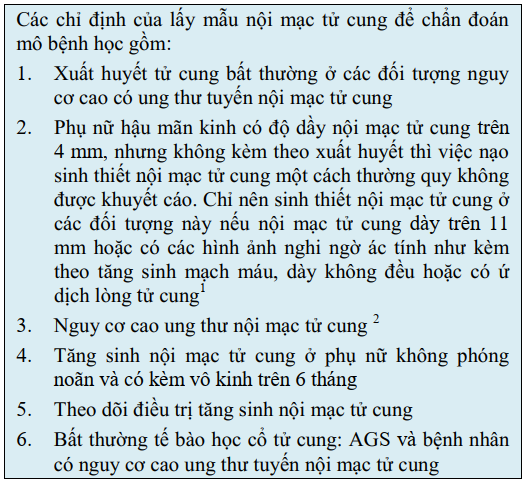 Các chỉ định của lấy mẫu nội mạc tử cung để chẩn đoán
mô bệnh học gồm:
1. Xuất huyết tử cung bất thường ở các đối tượng nguy
cơ cao có ung thư tuyến nội mạc tử cung
2. Phụ nữ hậu mãn kinh có độ dầy nội mạc tử cung trên
4 mm, nhưng không kèm theo xuất huyết thì việc nạo
sinh thiết nội mạc tử cung một cách thường quy không
được khuyết cáo. Chỉ nên sinh thiết nội mạc tử cung ở
các đối tượng này nếu nội mạc tử cung dày trên 11
mm hoặc có các hình ảnh nghi ngờ ác tính như kèm
theo tăng sinh mạch máu, dày không đều hoặc có ứ
dịch lòng tử cung1
3. Nguy cơ cao ung thư nội mạc tử cung 2
4. Tăng sinh nội mạc tử cung ở phụ nữ không phóng
noãn và có kèm vô kinh trên 6 tháng
5. Theo dõi điều trị tăng sinh nội mạc tử cung
6. Bất thường tế bào học cổ tử cung: AGS và bệnh nhân
có nguy cơ cao ung thư tuyến nội mạc tử cung